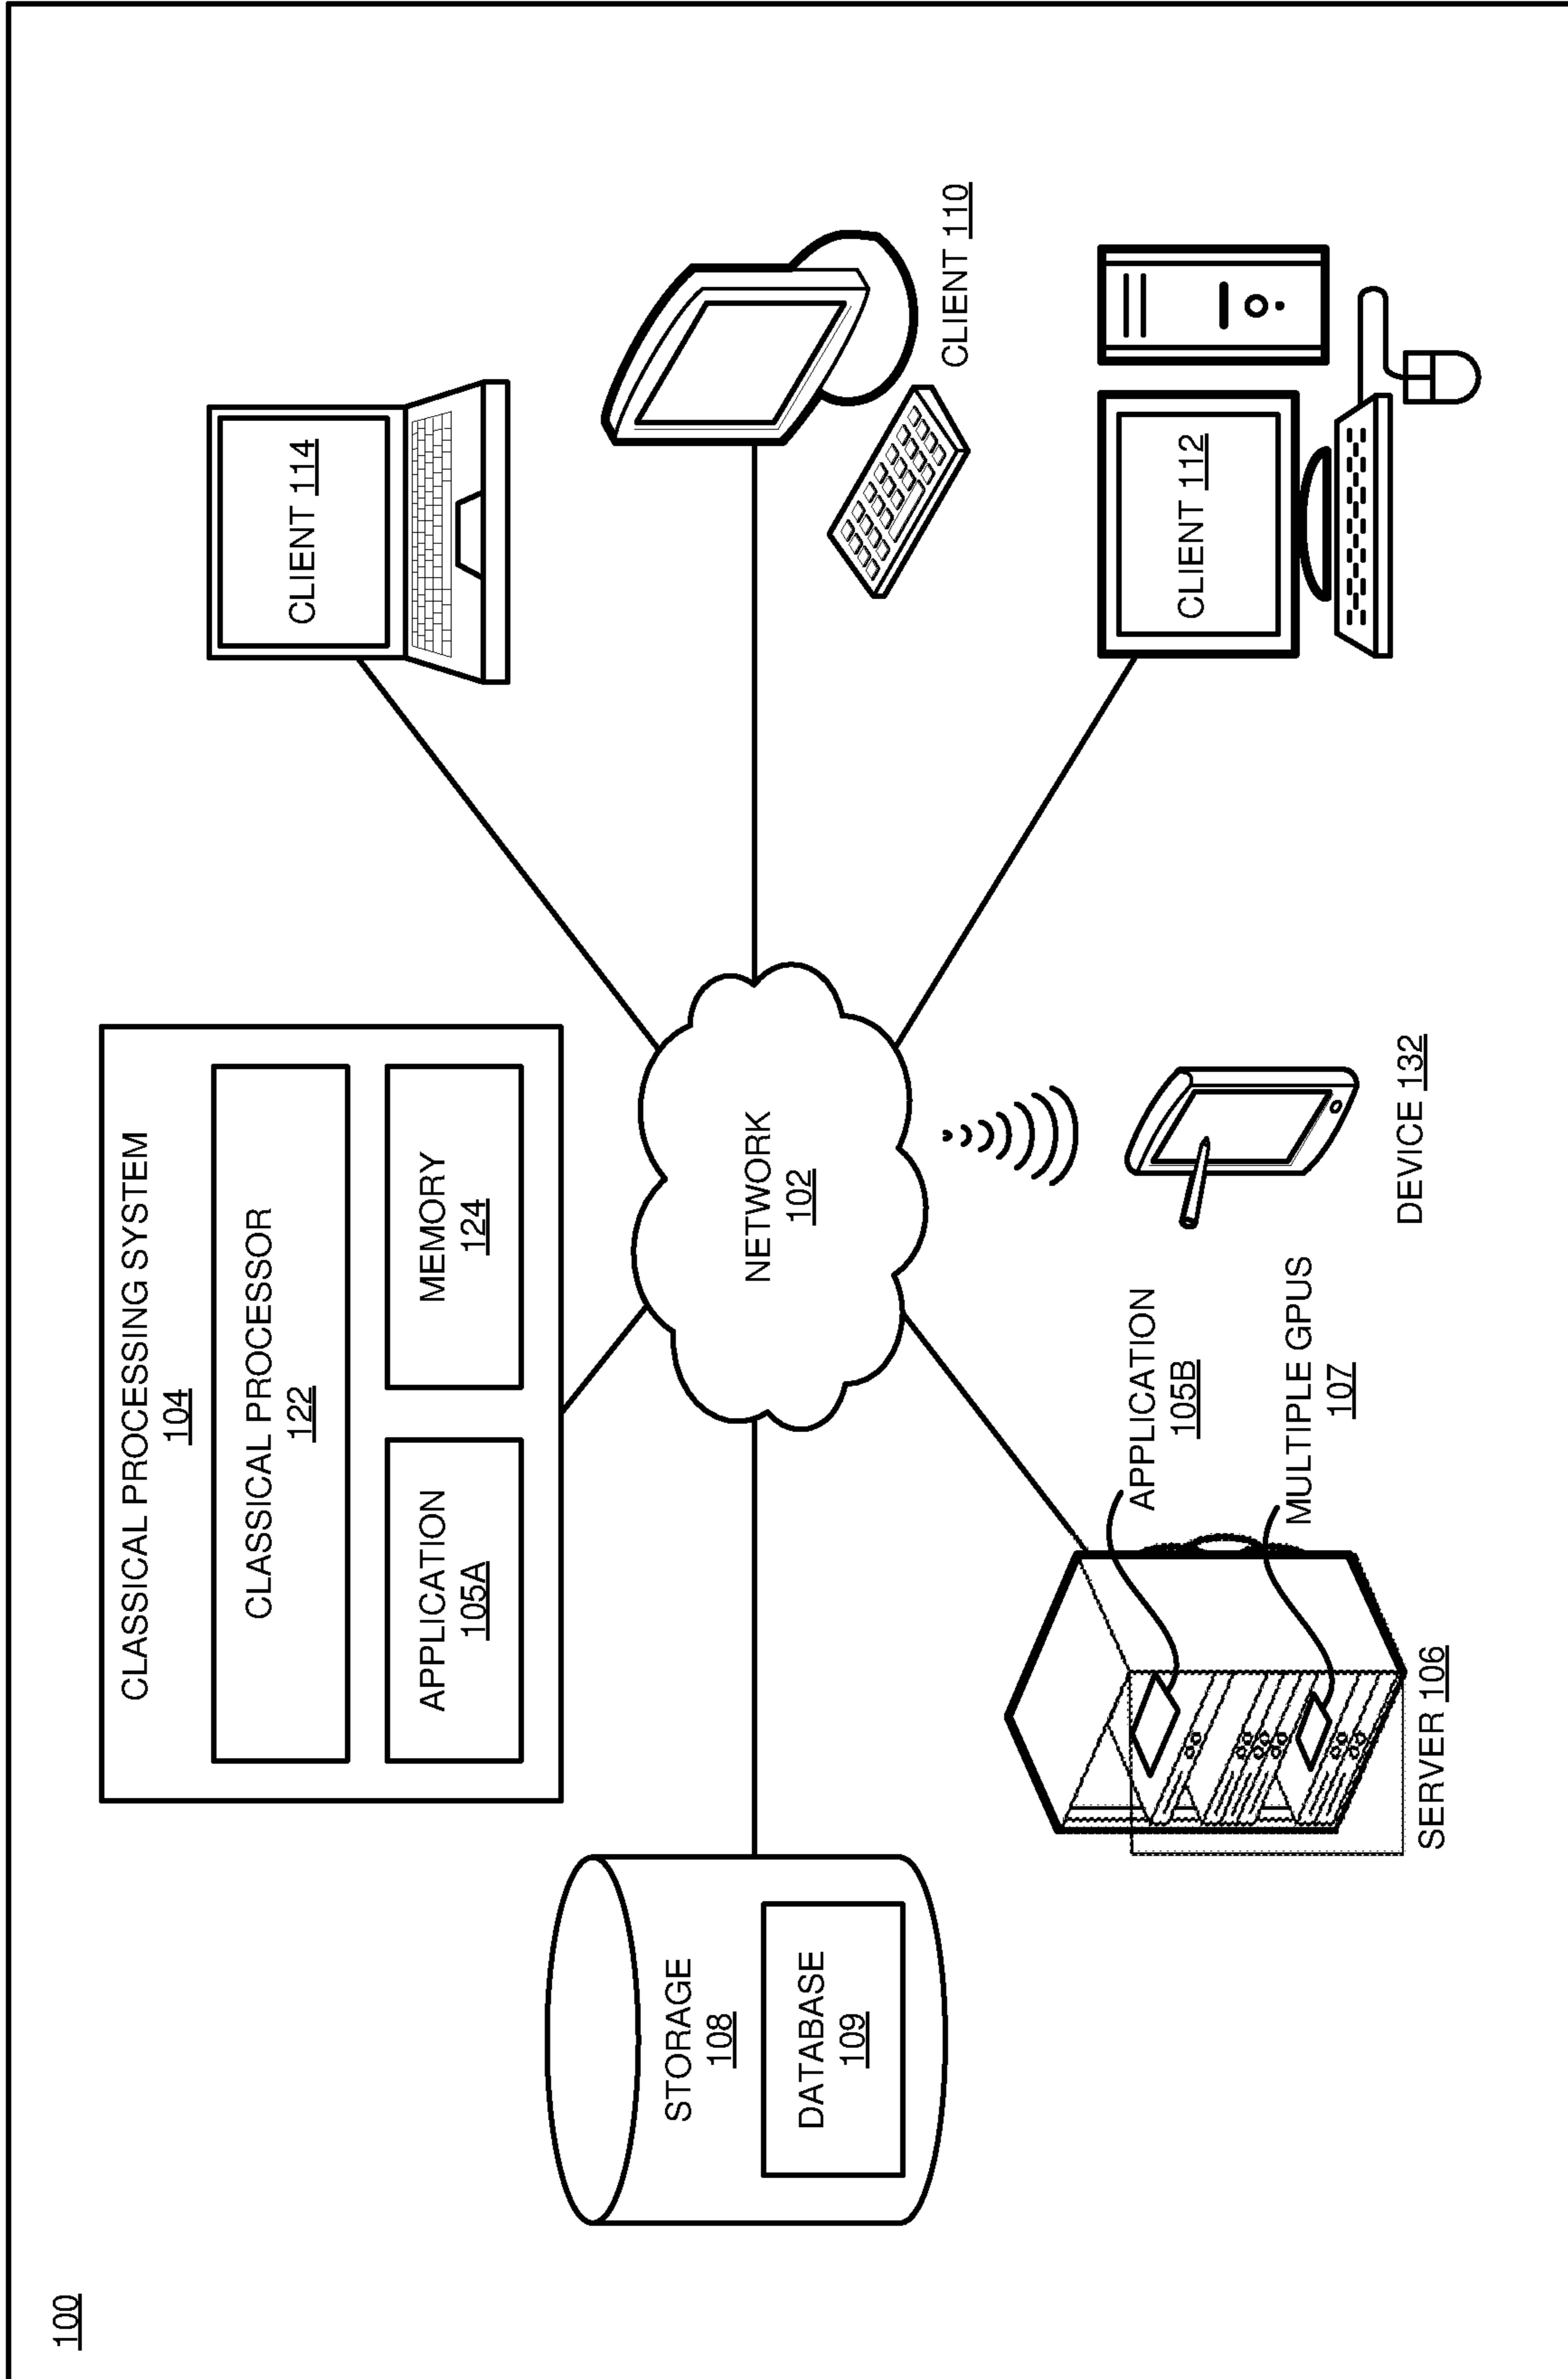 100
CLASSICAL PROCESSING SYSTEM
104
CLASSICAL PROCESSOR
122
APPLICATION
105A
MEMORY
124
CLIENT 114
STORAGE
108
DATABASE
109
NETWORK
102
CLIENT 110
APPLICATION
105B
MULTIPLE GPUS
107
SERVER 106
DEVICE 132
CLIENT 112